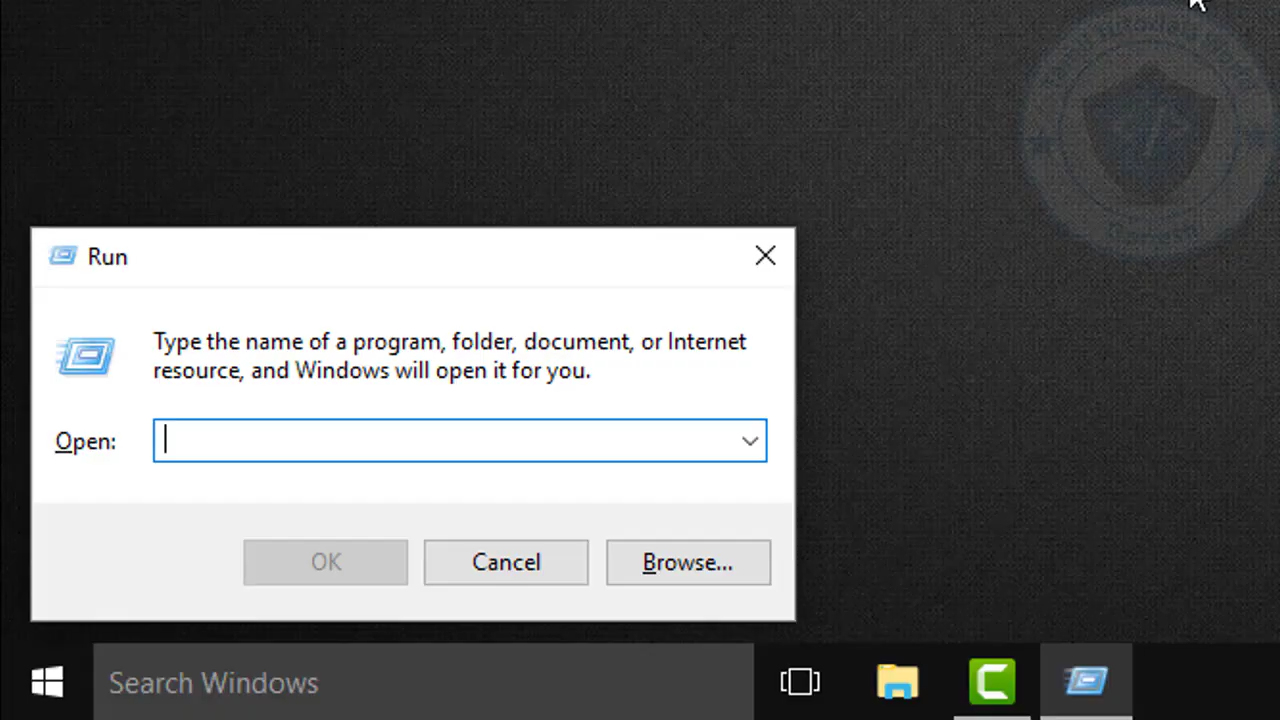 Run
Type the name of a program, folder, document, or Internet
resource, and Windows will open it for you.
Open:
OK
Cancel
Browse...
Search Windows